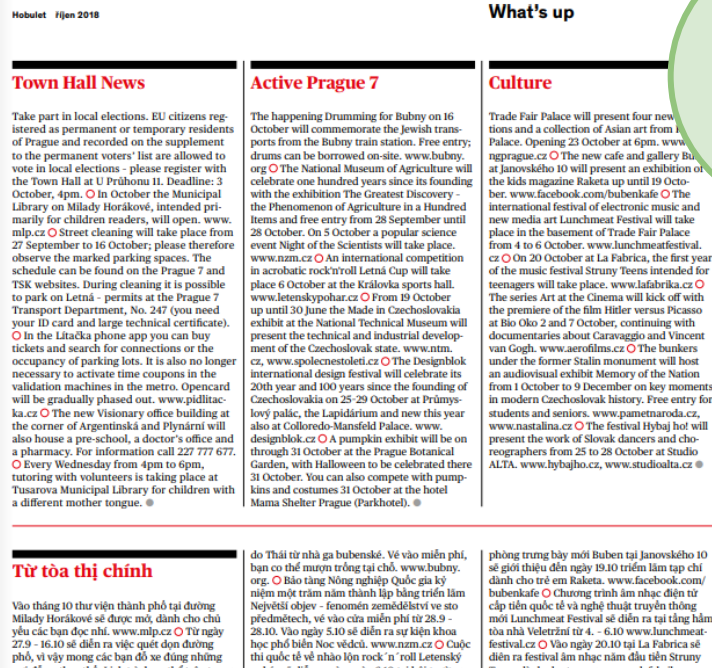 Hobulet říjen 2018
What's up
Town Hall News
Take part in local elections. EU citizens reg-
istered as permanent or temporary residents
of Prague and recorded on the supplement
to the permanent voters' list are allowed to
vote in local elections - please register with
the Town Hall at U Průhonu 11. Deadline: 3
October, 4pm. O In October the Municipal
Library on Milady Horákové, intended pri-
marily for children readers, will open. www.
mlp.cz O Street cleaning will take place from
27 September to 16 October; please therefore
observe the marked parking spaces. The
schedule can be found on the Prague 7 and
TSK websites. During cleaning it is possible
to park on Letná - permits at the Prague 7
Transport Department, No. 247 (you need
your ID card and large technical certificate).
O In the Lítačka phone app you can buy
tickets and search for connections or the
occupancy of parking lots. It is also no longer
necessary to activate time coupons in the
validation machines in the metro. Opencard
will be gradually phased out. www.pidlitac-
ka.cz O The new Visionary office building at
the corner of Argentinská and Plynární will
also house a pre-school, a doctor's office and
a pharmacy. For information call 227 777 677.
O Every Wednesday from 4pm to 6pm,
tutoring with volunteers is taking place at
Tusarova Municipal Library for children with
a different mother tongue.
Active Prague 7
The happening Drumming for Bubny on 16
October will commemorate the Jewish trans-
ports from the Bubny train station. Free entry;
drums can be borrowed on-site. www.bubny.
org O The National Museum of Agriculture will
celebrate one hundred years since its founding
with the exhibition The Greatest Discovery -
the Phenomenon of Agriculture in a Hundred
Items and free entry from 28 September until
28 October. On 5 October a popular science
event Night of the Scientists will take place.
www.nzm.cz O An international competition
in acrobatic rock'n'roll Letná Cup will take
place 6 October at the Královka sports hall.
www.letenskypohar.cz O From 19 October
up until 30 June the Made in Czechoslovakia
exhibit at the National Technical Museum will
present the technical and industrial develop-
ment of the Czechoslovak state. www.ntm.
cz, www.spolecnestoleti.cz O The Designblok
international design festival will celebrate its
20th year and 100 years since the founding of
Czechoslovakia on 25-29 October at Průmys-
lový palác, the Lapidárium and new this year
also at Colloredo-Mansfeld Palace. www.
designblok.cz O A pumpkin exhibit will be on
through 31 October at the Prague Botanical
Garden, with Halloween to be celebrated there
31 October. You can also compete with pump-
kins and costumes 31 October at the hotel
Mama Shelter Prague (Parkhotel).
Culture
Trade Fair Palace will present four new
tions and a collection of Asian art from
Palace. Opening 23 October at 6pm. www
ngprague.cz O The new cafe and gallery
at Janovského 10 will present an exhibition of
the kids magazine Raketa up until 19 Octo-
ber. www.facebook.com/bubenkafe O The
international festival of electronic music and
new media art Lunchmeat Festival will take
place in the basement of Trade Fair Palace
from 4 to 6 October. www.lunchmeatfestival.
cz O On 20 October at La Fabrica, the first year
of the music festival Struny Teens intended for
teenagers will take place. www.lafabrika.cz O
The series Art at the Cinema will kick off with
the premiere of the film Hitler versus Picasso
at Bio Oko 2 and 7 October, continuing with
documentaries about Caravaggio and Vincent
van Gogh. www.aerofilms.cz O The bunkers
under the former Stalin monument will host
an audiovisual exhibit Memory of the Nation
from 1 October to 9 December on key moments
in modern Czechoslovak history. Free entry for
students and seniors. www.pametnaroda.cz,
www.nastalina.cz O The festival Hybaj ho! will
present the work of Slovak dancers and cho-
reographers from 25 to 28 October at Studio
ALTA. www.hybajho.cz, www.studioalta.cz
Từ tòa thị chính
Vào tháng 10 thư viện thành phố tại đường
Milady Horákové sẽ được mở, dành cho chủ
yếu các bạn đọc nhí. www.mlp.cz O Từ ngày
27.9 - 16.10 sẽ diễn ra việc quét dọn đường
phố, vì vậy mong các bạn đỗ xe đúng những
do Thái từ nhà ga bubenské. Vé vào miễn phí,
bạn co thể mượn trống tại chỗ. www.bubny.
org. O Bảo tàng Nông nghiệp Quốc gia kỷ
niệm một trăm năm thành lập bằng triển lãm
Největší objev - fenomén zemědělství ve sto
předmětech, vé vào cửa miễn phí từ 28.9 -
28.10. Vào ngày 5.10 sẽ diễn ra sự kiện khoa
học phổ biến Noc vědců. www.nzm.cz O Cuộc
thi quốc tế về nhào lộn rock´n´roll Letenský
phòng trưng bày mới Buben tại Janovského 10
sẽ giới thiệu đến ngày 19.10 triểm lãm tạp chí
dành cho trẻ em Raketa. www.facebook.com/
bubenkafe O Chương trình âm nhạc điện tử
cấp tiến quốc tế và nghệ thuật truyền thông
mới Lunchmeat Festival sẽ diễn ra tại tầng hầm
tòa nhà Veletržní từ 4. - 6.10 www.lunchmeat-
festival.cz O Vào ngày 20.10 tại La Fabrica sẽ
diên ra festival âm nhạc năm đầu tiên Struny